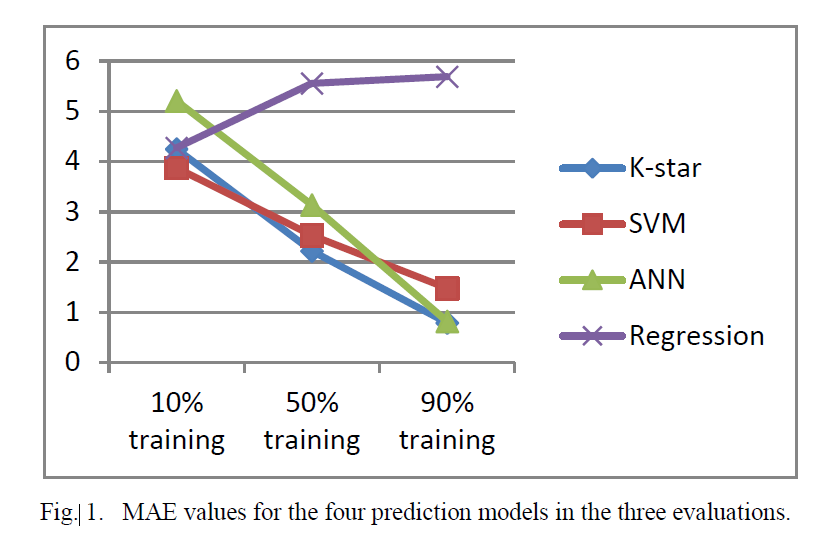 6
5
4
3
2
1
0
10% training
50% training
90% training
K-star
SVM
ANN
Regression
Fig. 1. MAE values for the four prediction models in the three evaluations.